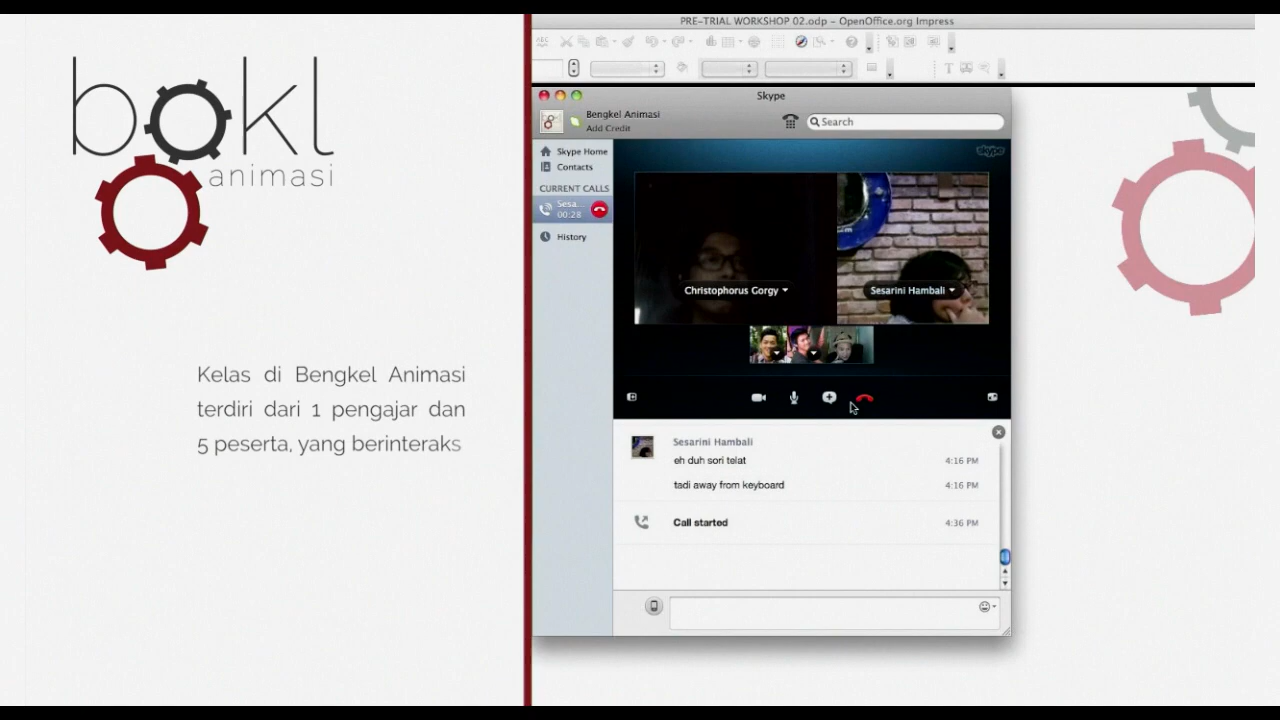 bokl
animasi
Kelas di Bengkel Animasi
terdiri dari 1 pengajar dan
5 peserta, yang berinteraks
PRE-TRIAL WORKSHOP 02.odp – OpenOffice.org Impress
Skype
Bengkel Animasi
Add Credit
Search
Skype Home
Contacts
CURRENT CALLS
Sesa...
00:28
History
skype
Christophorus Gorgy
Sesarini Hambali
Sesarini Hambali
eh duh sori telat 4:16 PM
tadi away from keyboard 4:16 PM
Call started 4:36 PM